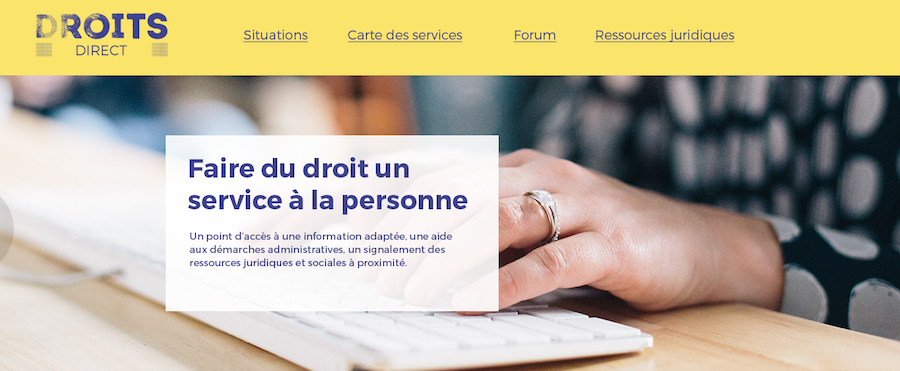 DROITS
DIRECT
Situations
Carte des services
Forum
Ressources juridiques
Faire du droit un
service à la personne
Un point d'accès à une information adaptée, une aide
aux démarches administratives, un signalement des
ressources juridiques et sociales à proximité.